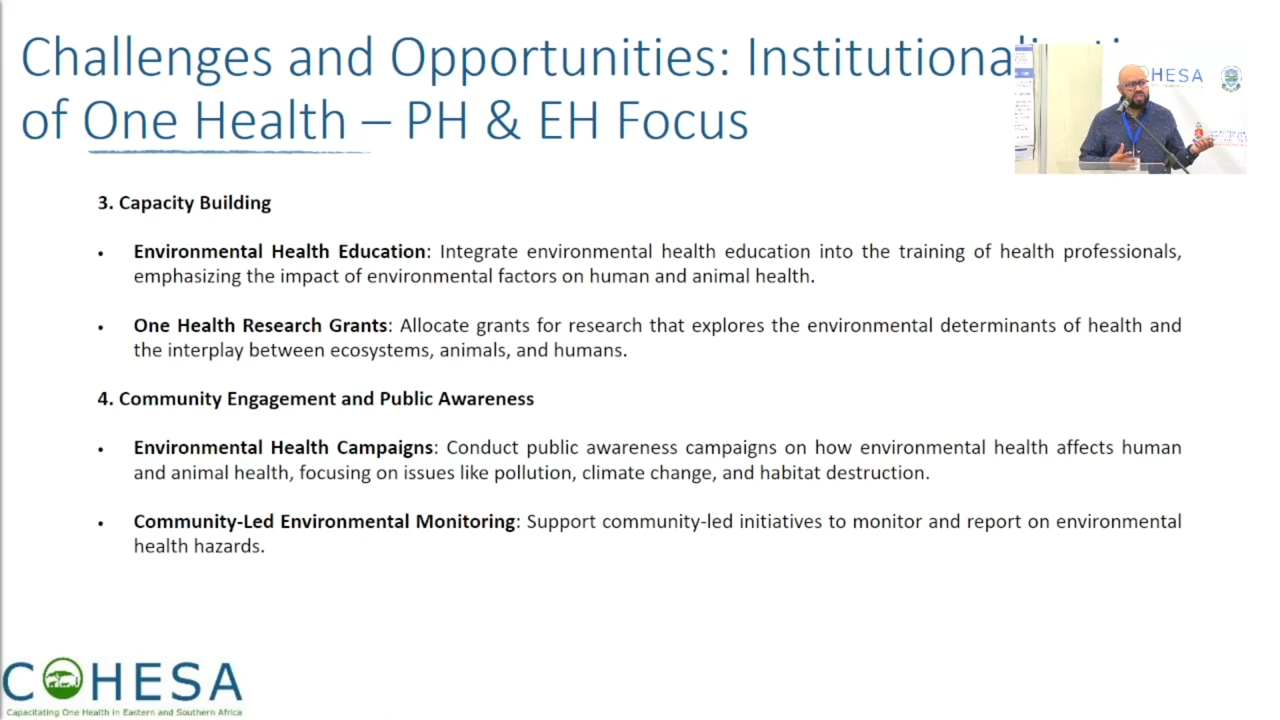 Challenges and Opportunities: Institutionalizati
of One Health – PH & EH Focus
HESA
3. Capacity Building
• Environmental Health Education: Integrate environmental health education into the training of health professionals,
emphasizing the impact of environmental factors on human and animal health.
• One Health Research Grants: Allocate grants for research that explores the environmental determinants of health and
the interplay between ecosystems, animals, and humans.
4. Community Engagement and Public Awareness
• Environmental Health Campaigns: Conduct public awareness campaigns on how environmental health affects human
and animal health, focusing on issues like pollution, climate change, and habitat destruction.
• Community-Led Environmental Monitoring: Support community-led initiatives to monitor and report on environmental
health hazards.
COHESA
Capacitating One Health in Eastern and Southern Africa